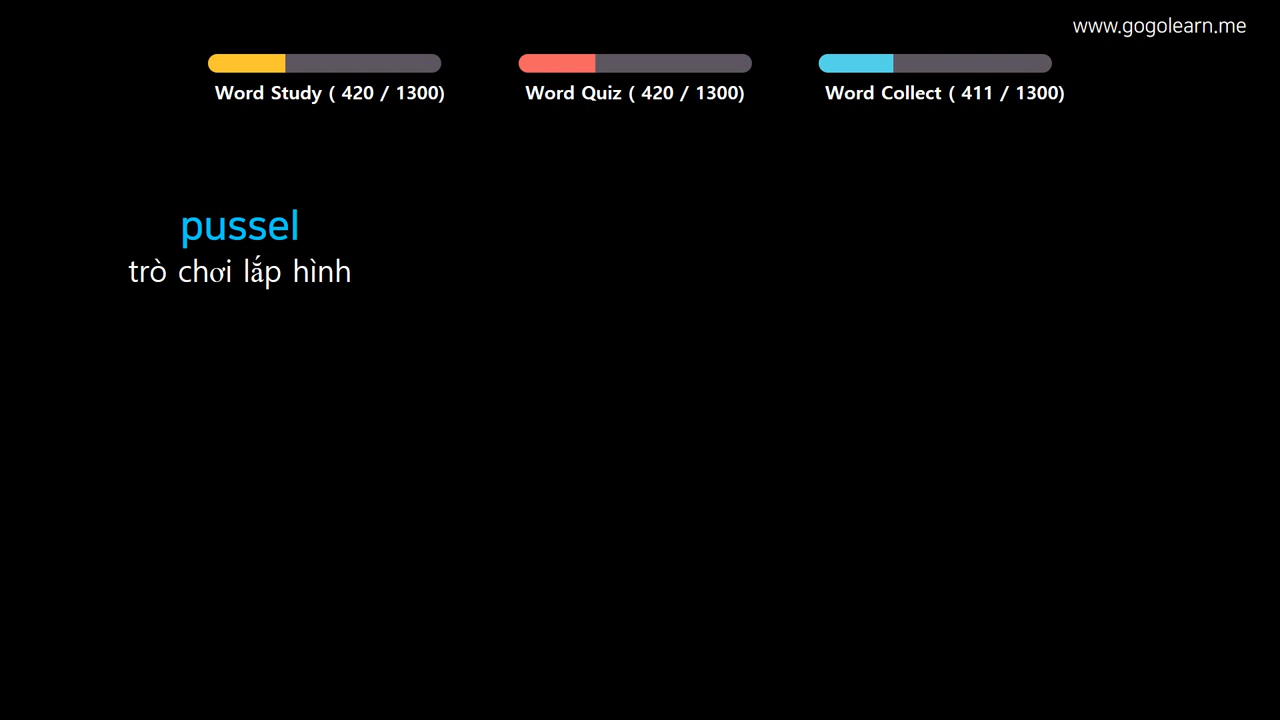 www.gogolearn.me
Word Study ( 420 / 1300)
Word Quiz ( 420 / 1300)
Word Collect ( 411 / 1300)
pussel
trò chơi lắp hình